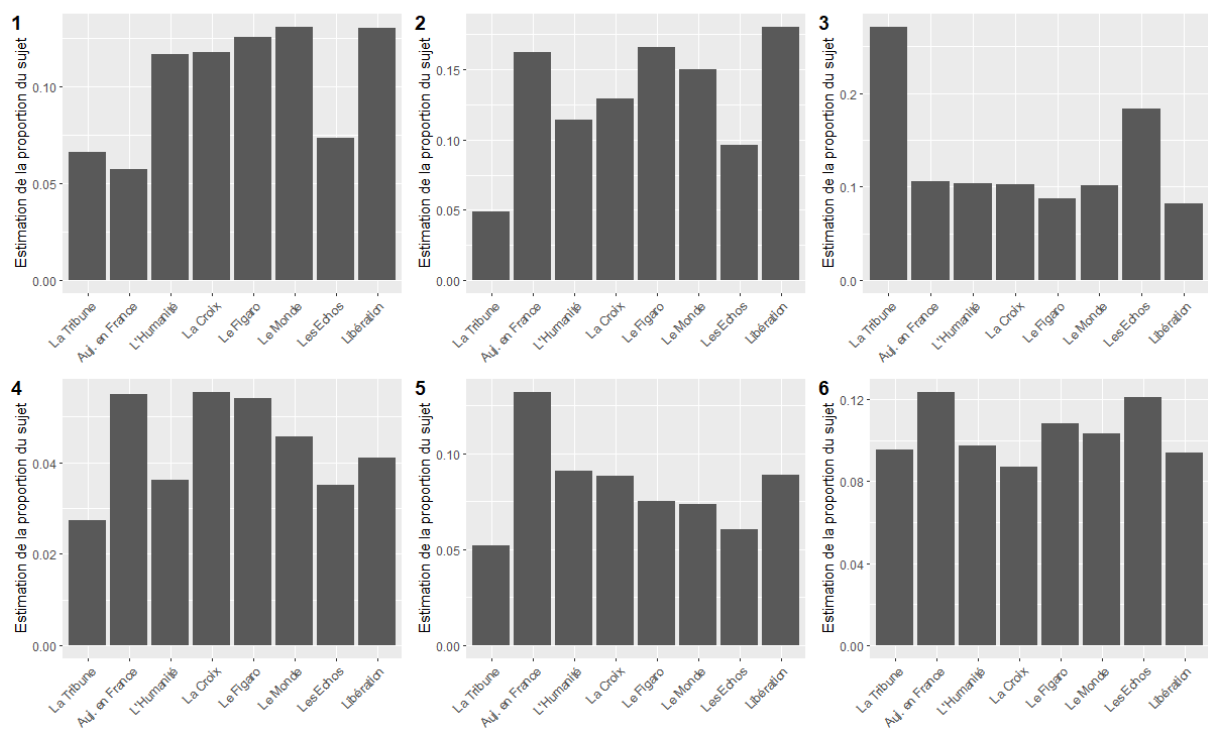 1
Estimation de la proportion du sujet
0.10
0.05
0.00
La Tribune
Auj. en France
L'Humanité
La Croix
Le Figaro
Le Monde
Les Echos
Libération
2
Estimation de la proportion du sujet
0.15
0.10
0.05
0.00
La Tribune
Auj. en France
L'Humanité
La Croix
Le Figaro
Le Monde
Les Echos
Libération
3
Estimation de la proportion du sujet
0.2
0.1
0.0
La Tribune
Auj. en France
L'Humanité
La Croix
Le Figaro
Le Monde
Les Echos
Libération
4
Estimation de la proportion du sujet
0.04
0.02
0.00
La Tribune
Auj. en France
L'Humanité
La Croix
Le Figaro
Le Monde
Les Echos
Libération
5
Estimation de la proportion du sujet
0.10
0.05
0.00
La Tribune
Auj. en France
L'Humanité
La Croix
Le Figaro
Le Monde
Les Echos
Libération
6
Estimation de la proportion du sujet
0.12
0.08
0.04
0.00
La Tribune
Auj. en France
L'Humanité
La Croix
Le Figaro
Le Monde
Les Echos
Libération